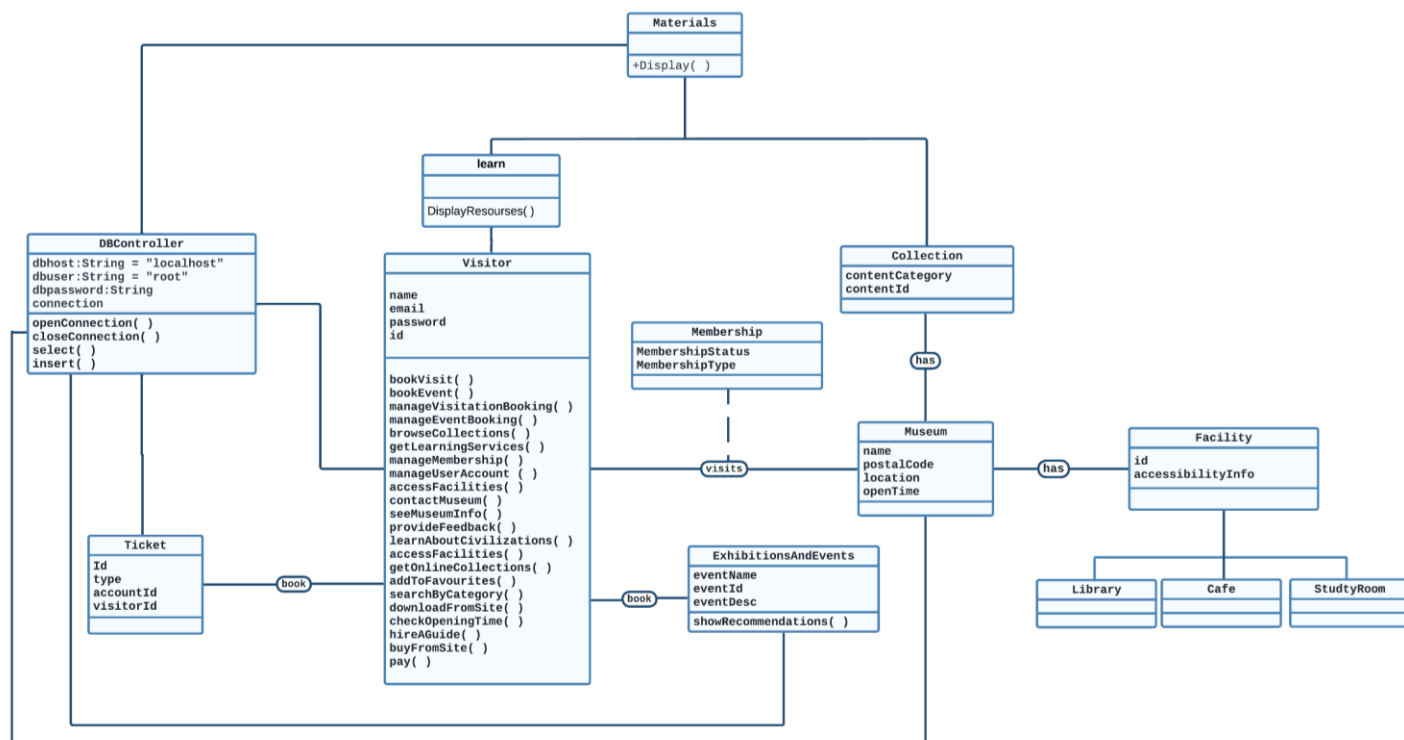 Materials
+Display( )
learn
DisplayResourses( )
DBController
dbhost:String = "localhost"
dbuser:String = "root"
dbpassword:String
connection
openConnection( )
closeConnection( )
select( )
insert( )
Visitor
name
email
password
id
bookVisit( )
bookEvent( )
manageVisitationBooking( )
manageEventBooking( )
browseCollections( )
getLearningServices( )
manageMembership( )
manageUserAccount ( )
accessFacilities( )
contactMuseum( )
seeMuseumInfo( )
provideFeedback( )
learnAboutCivilizations( )
accessFacilities( )
getOnlineCollections( )
addToFavourites( )
searchByCategory( )
downloadFromSite( )
checkOpeningTime( )
hireAGuide( )
buyFromSite( )
pay( )
Collection
contentCategory
contentId
has
Membership
MembershipStatus
MembershipType
visits
Museum
name
postalCode
location
openTime
has
Facility
id
accessibilityInfo
Library
Cafe
StudtyRoom
Ticket
Id
type
accountId
visitorId
book
book
ExhibitionsAndEvents
eventName
eventId
eventDesc
showRecommendations( )